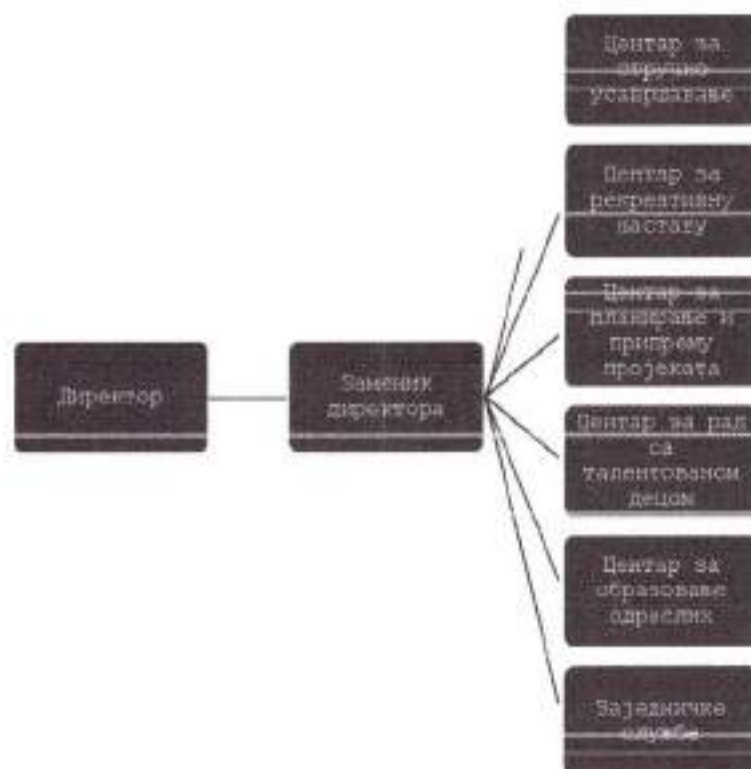 Центар за
стручно
усавршавање
Центар за
рекреативну
наставу
Центар за
планирање и
припрему
пројеката
Директор
Заменик
директора
Центар за рад
са
талентованом
децом
Центар за
образовање
одраслих
Заједничке
службе